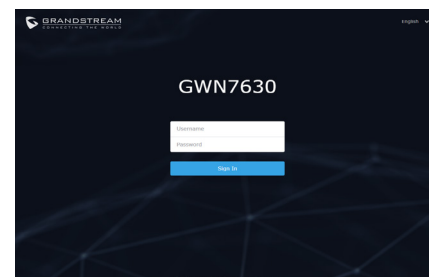 GRANDSTREAM
CONNECTING THE WORLD
English
GWN7630
Username
Password
Sign In